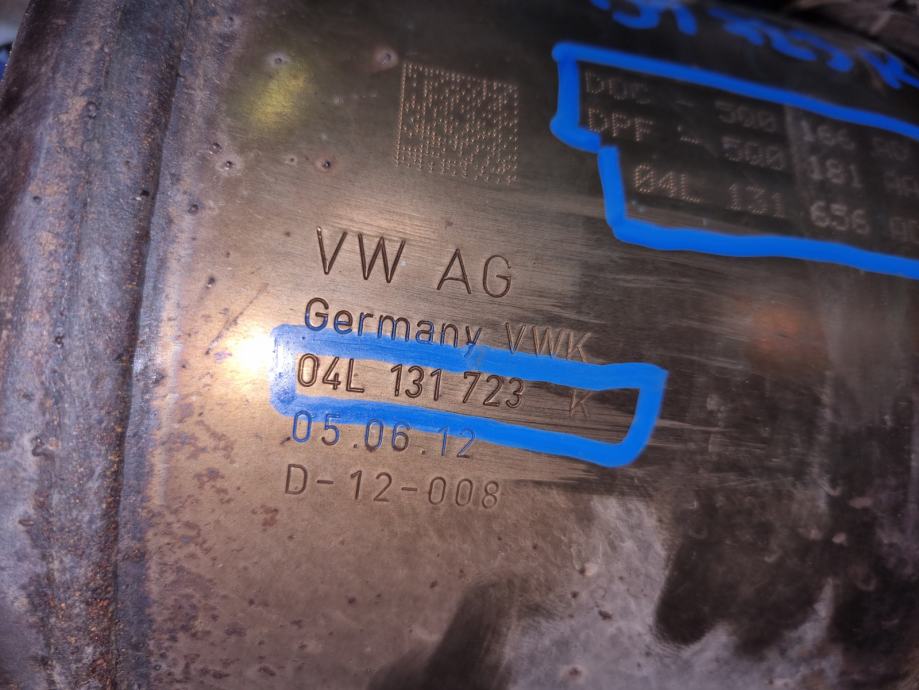 DOC - 500 166
DPF - 500 181
04L 131 656
VW AG
Germany VWK
04L 131 723 K
05.06.12
D-12-008